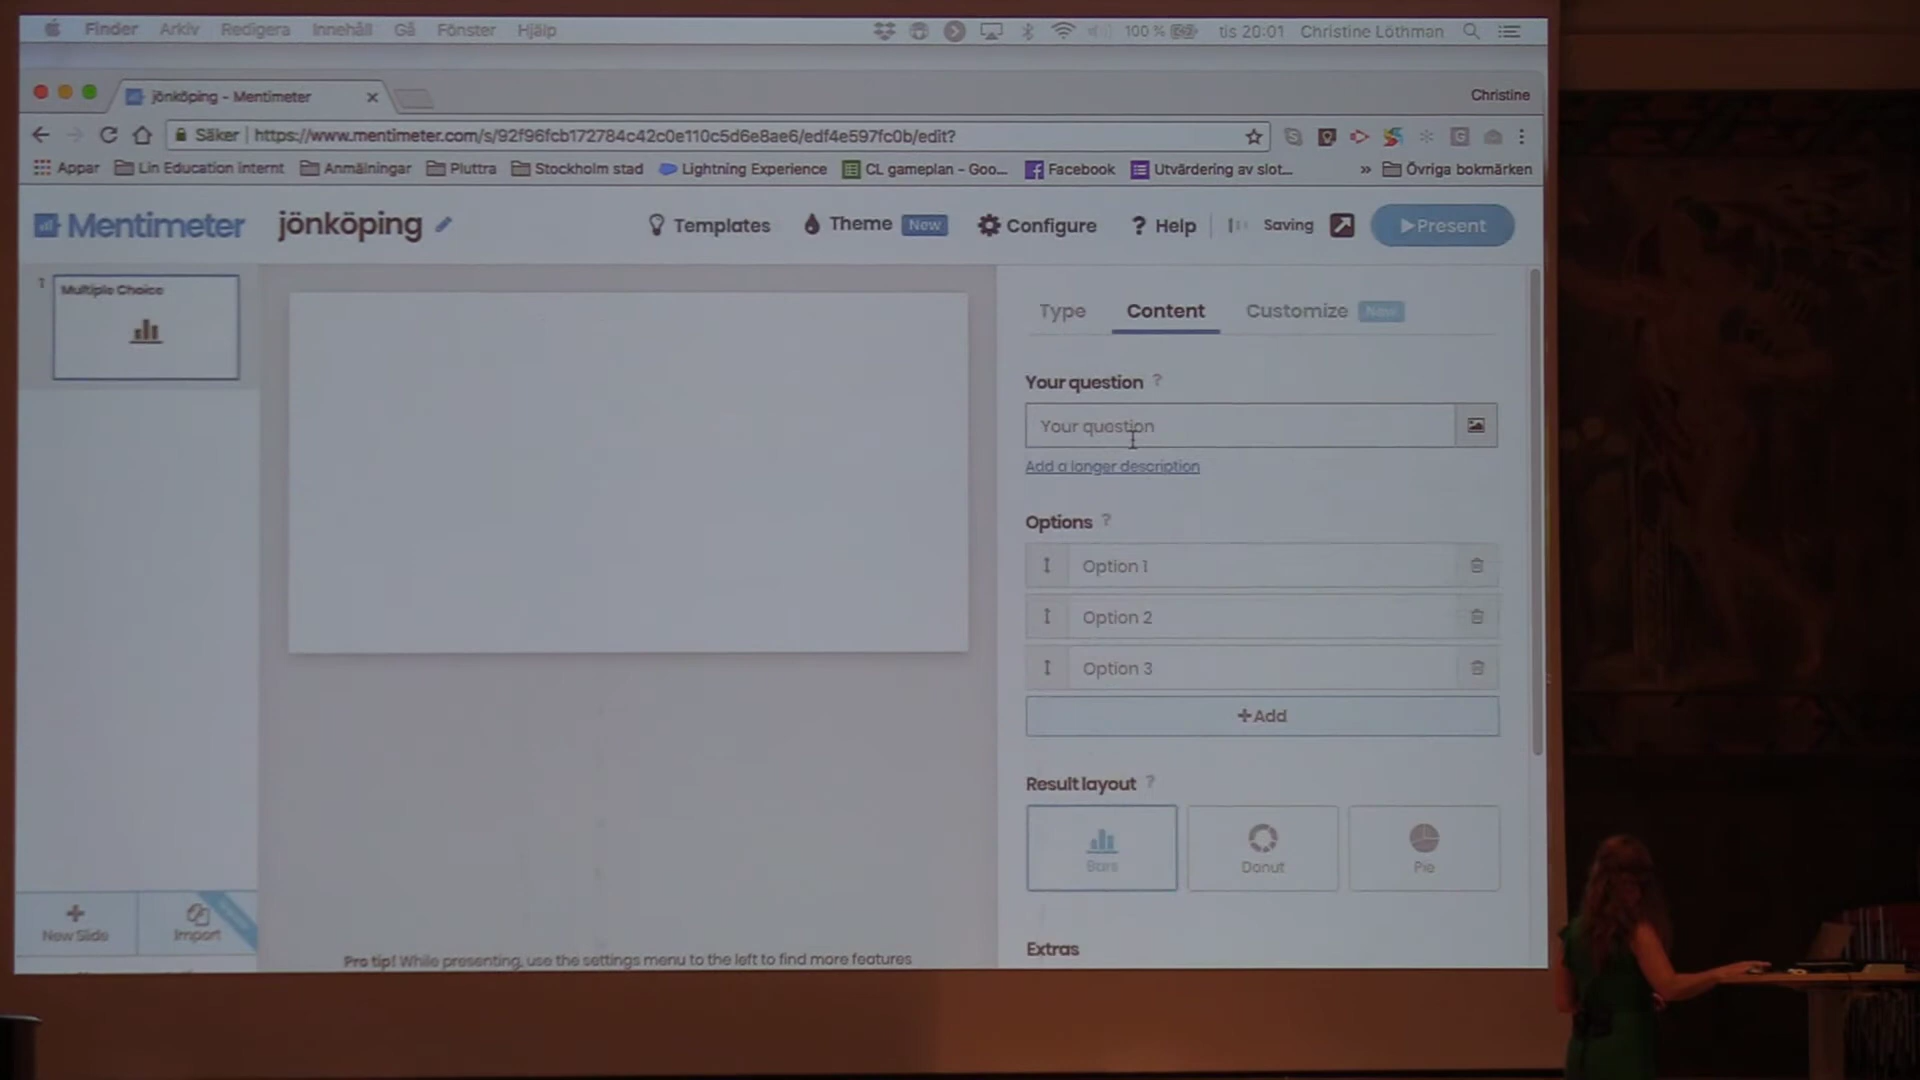 Finder Arkiv Redigera Innehåll Gå Fönster Hjälp 100 % tis 20:01 Christine Löthman
jönköping - Mentimeter Christine
Säker https://www.mentimeter.com/s/92f96fcb172784c42c0e110c5d6e8ae6/edf4e597fc0b/edit?
Appar Lin Education internt Anmälningar Pluttra Stockholm stad Lightning Experience CL gameplan - Goo... Facebook Utvärdering av slot... » Övriga bokmärken
Mentimeter jönköping Templates Theme New Configure ? Help Saving Present
1 Multiple Choice
Type Content Customize New
Your question ?
Your question
Add a longer description
Options ?
Option 1
Option 2
Option 3
+Add
Result layout ?
Bars Donut Pie
New Slide Import
Extras
Pro tip! While presenting, use the settings menu to the left to find more features